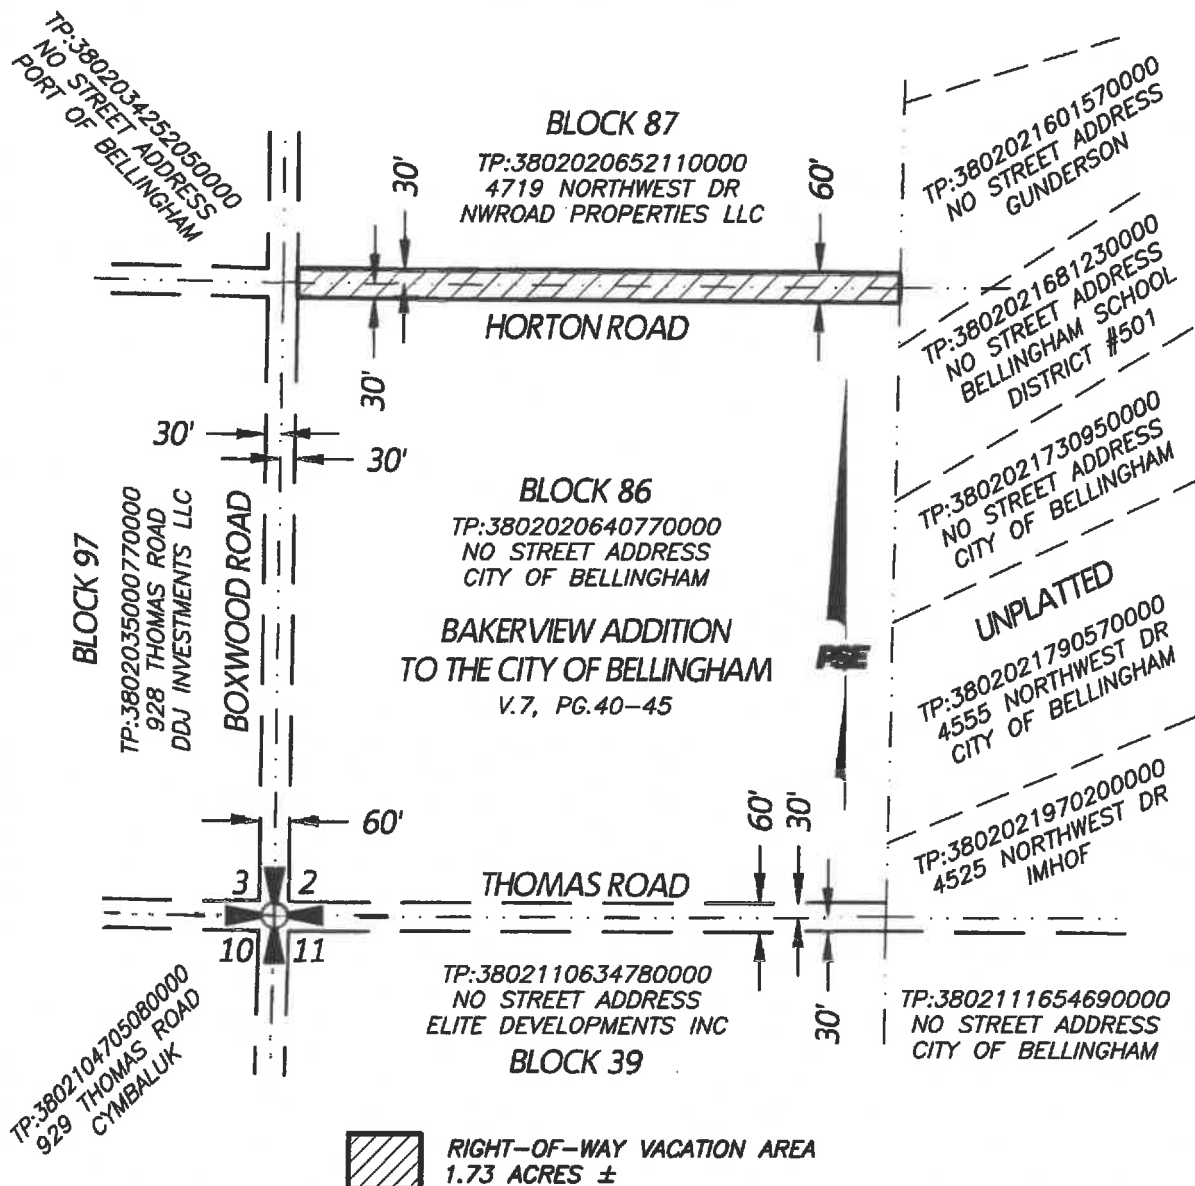 TP:3802034252050000
NO STREET ADDRESS
PORT OF BELLINGHAM
BLOCK 87
TP:3802020652110000
4719 NORTHWEST DR
NWROAD PROPERTIES LLC
30'
60'
TP:3802021601570000
NO STREET ADDRESS
GUNDERSON
HORTON ROAD
30'
TP:3802021681230000
NO STREET ADDRESS
BELLINGHAM SCHOOL
DISTRICT #501
30'
30'
TP:3802021730950000
NO STREET ADDRESS
CITY OF BELLINGHAM
BLOCK 97
TP:3802035000770000
928 THOMAS ROAD
DDJ INVESTMENTS LLC
BOXWOOD ROAD
BLOCK 86
TP:3802020640770000
NO STREET ADDRESS
CITY OF BELLINGHAM
BAKERVIEW ADDITION
TO THE CITY OF BELLINGHAM
V.7, PG.40-45
PSE
UNPLATTED
TP:3802021790570000
4555 NORTHWEST DR
CITY OF BELLINGHAM
60'
60'
30'
TP:3802021970200000
4525 NORTHWEST DR
IMHOF
3 2
10 11
THOMAS ROAD
30'
TP:3802110634780000
NO STREET ADDRESS
ELITE DEVELOPMENTS INC
BLOCK 39
TP:3802111654690000
NO STREET ADDRESS
CITY OF BELLINGHAM
TP:3802104705080000
929 THOMAS ROAD
CYMBALUK
RIGHT-OF-WAY VACATION AREA
1.73 ACRES ±